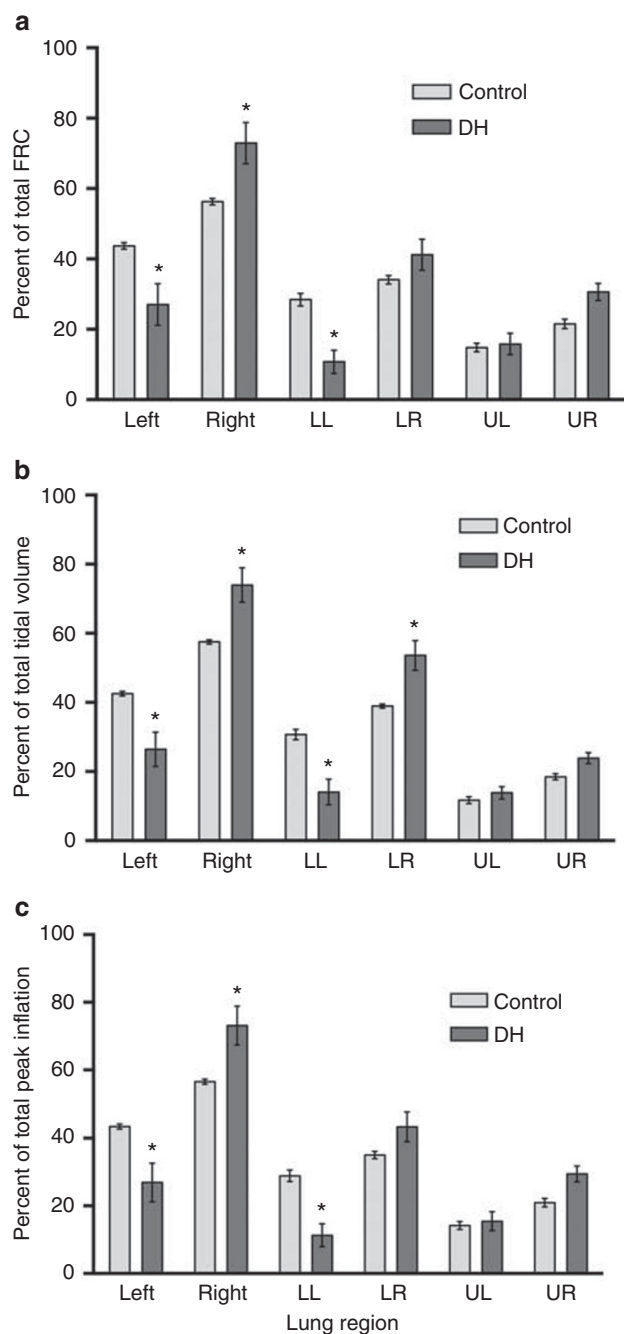 a
100
80
60
40
20
0
Percent of total FRC
Control
DH
*
*
*
Left Right LL LR UL UR
b
100
80
60
40
20
0
Percent of total tidal volume
Control
DH
*
*
*
*
Left Right LL LR UL UR
c
100
80
60
40
20
0
Percent of total peak inflation
Control
DH
*
*
*
Left Right LL LR UL UR
Lung region